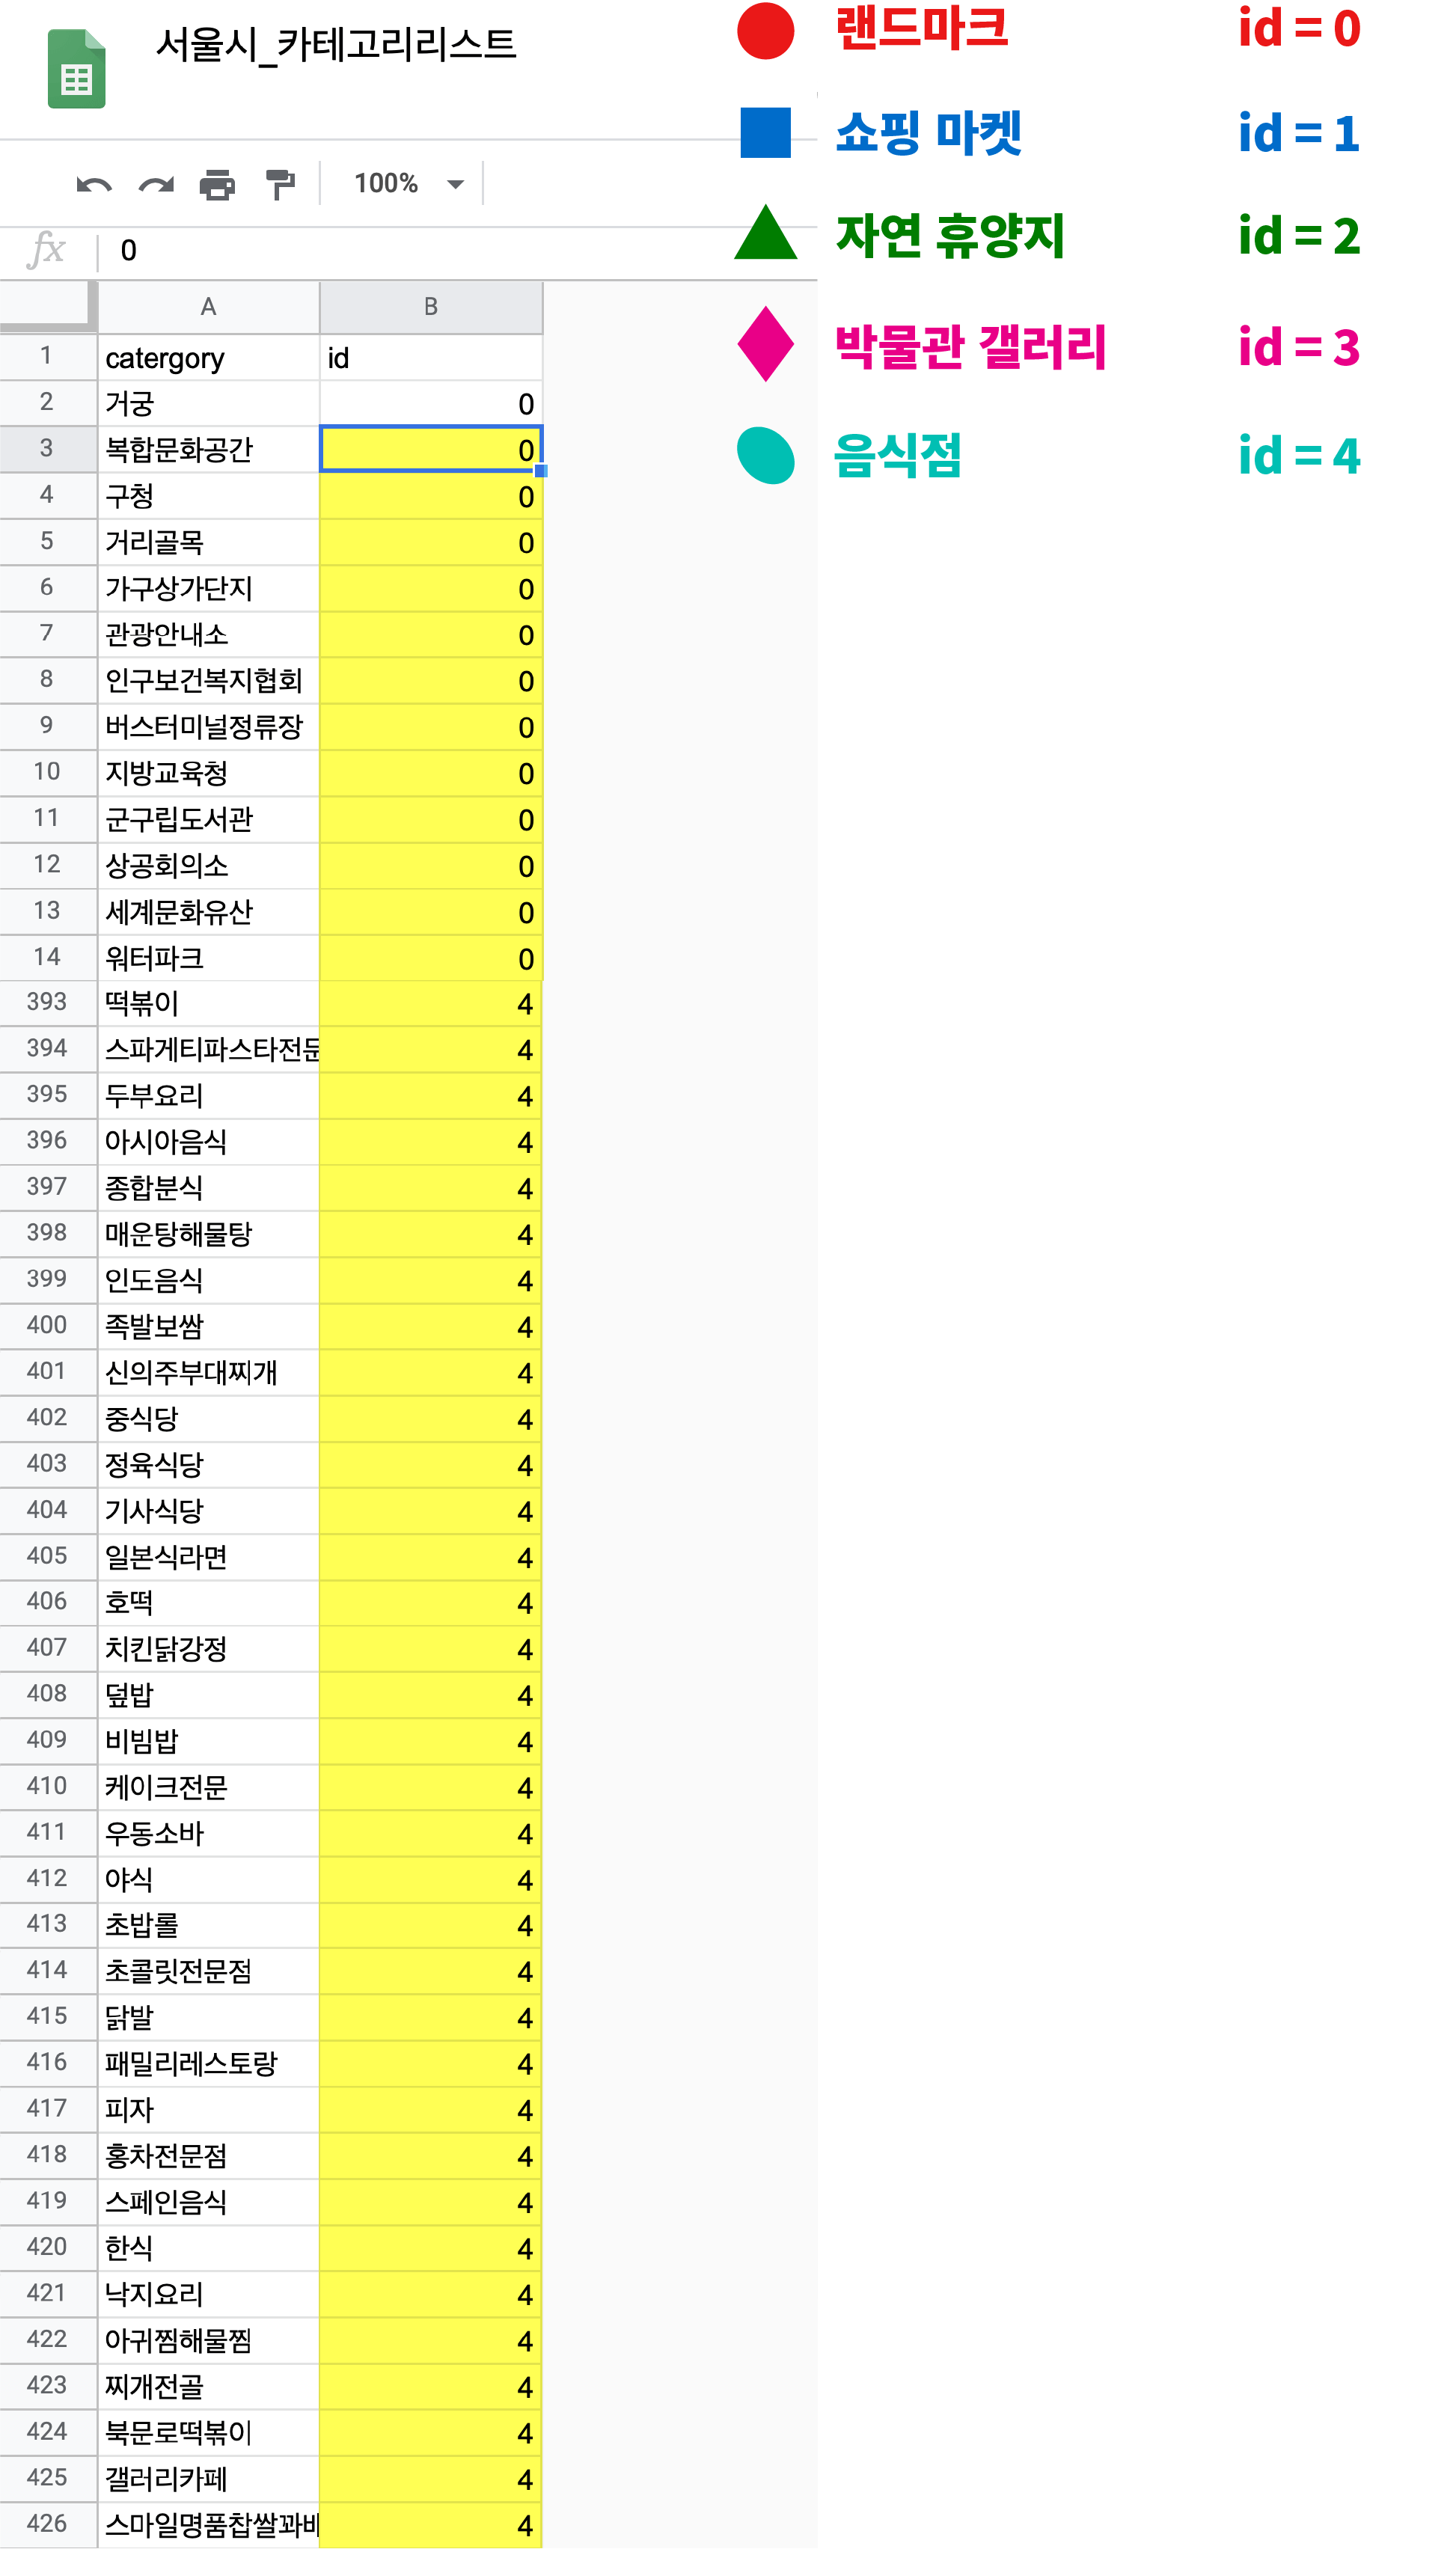 서울시_카테고리리스트
100%
fx 0
A B
1 catergory id
2 거궁 0
3 복합문화공간 0
4 구청 0
5 거리골목 0
6 가구상가단지 0
7 관광안내소 0
8 인구보건복지협회 0
9 버스터미널정류장 0
10 지방교육청 0
11 군구립도서관 0
12 상공회의소 0
13 세계문화유산 0
14 워터파크 0
393 떡볶이 4
394 스파게티파스타전문 4
395 두부요리 4
396 아시아음식 4
397 종합분식 4
398 매운탕해물탕 4
399 인도음식 4
400 족발보쌈 4
401 신의주부대찌개 4
402 중식당 4
403 정육식당 4
404 기사식당 4
405 일본식라면 4
406 호떡 4
407 치킨닭강정 4
408 덮밥 4
409 비빔밥 4
410 케이크전문 4
411 우동소바 4
412 야식 4
413 초밥롤 4
414 초콜릿전문점 4
415 닭발 4
416 패밀리레스토랑 4
417 피자 4
418 홍차전문점 4
419 스페인음식 4
420 한식 4
421 낙지요리 4
422 아귀찜해물찜 4
423 찌개전골 4
424 북문로떡볶이 4
425 갤러리카페 4
426 스마일명품찹쌀꽈배 4
랜드마크 id = 0
쇼핑 마켓 id = 1
자연 휴양지 id = 2
박물관 갤러리 id = 3
음식점 id = 4